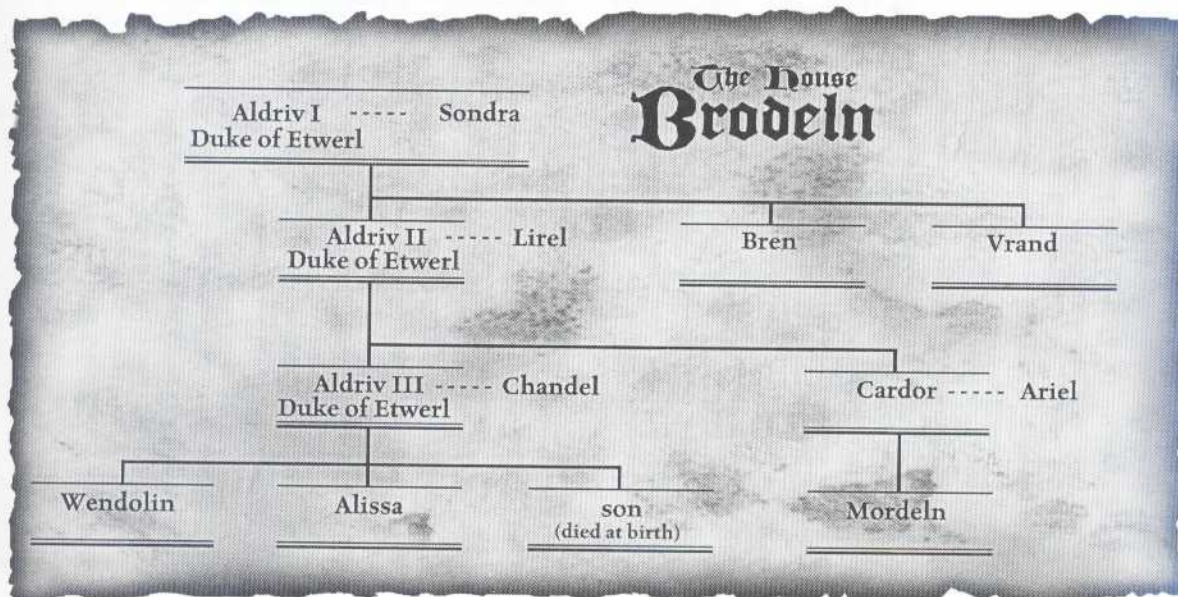 The House
Brodeln
Aldriv I ----- Sondra
Duke of Etwerl
Aldriv II ----- Lirel
Duke of Etwerl
Bren
Vrand
Aldriv III ----- Chandel
Duke of Etwerl
Cardor ----- Ariel
Wendolin
Alissa
son
(died at birth)
Mordeln